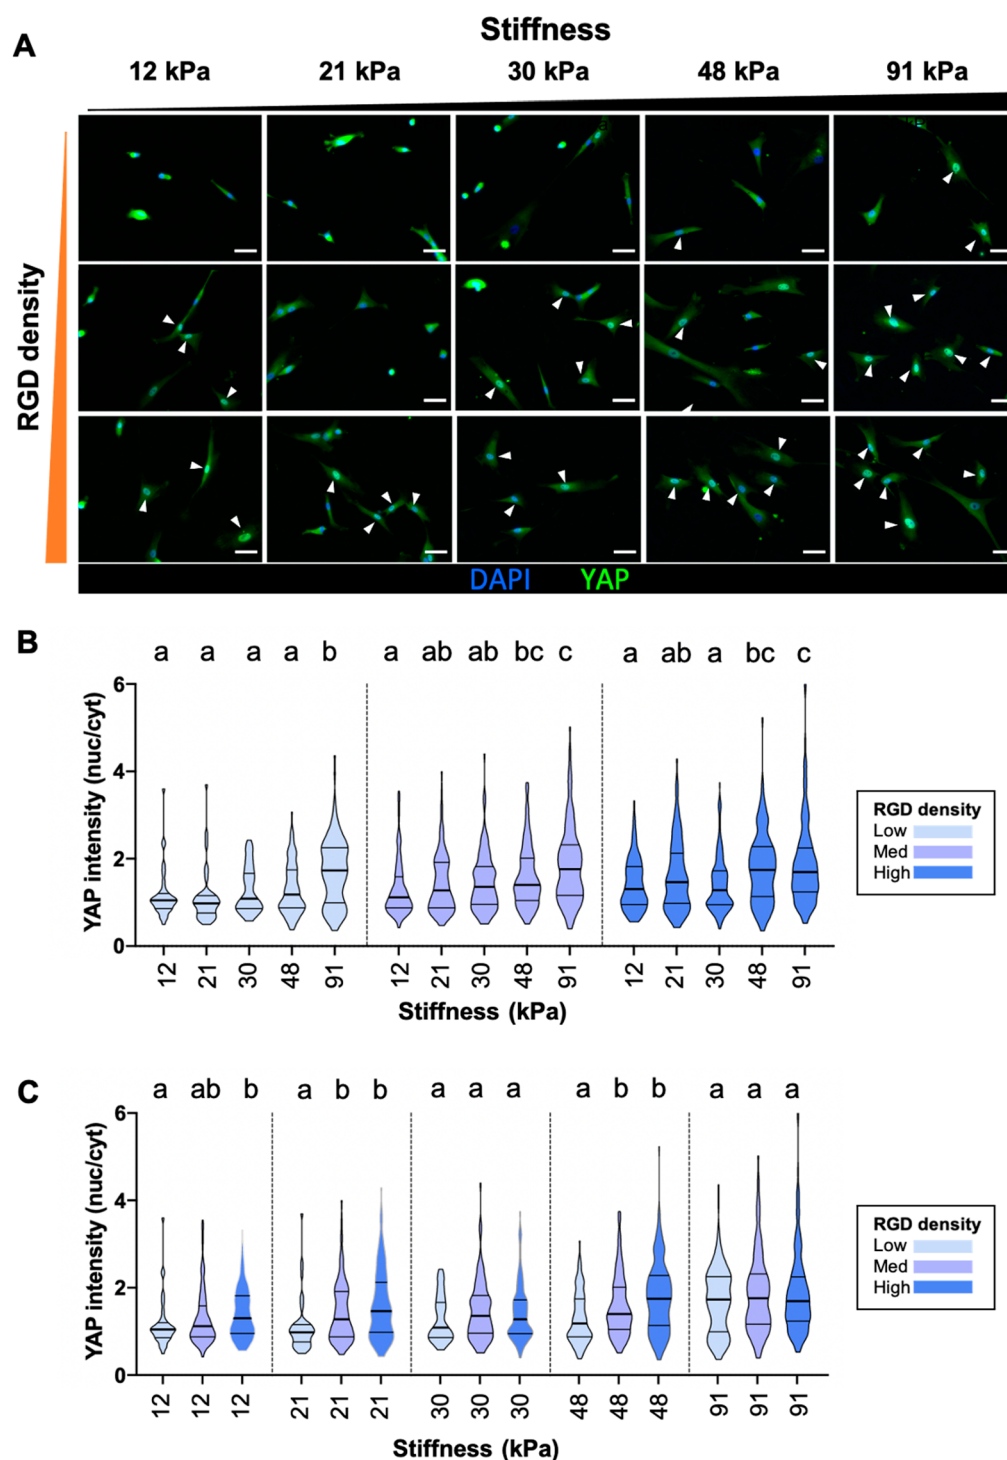 A
Stiffness
12 kPa 21 kPa 30 kPa 48 kPa 91 kPa
RGD density
DAPI YAP
B
a a a a b a ab ab bc c a ab a bc c
YAP intensity (nuc/cyt)
6
4
2
0
12 21 30 48 91 12 21 30 48 91 12 21 30 48 91
Stiffness (kPa)
RGD density
Low
Med
High
C
a ab b a b b a a a a b b a a a
YAP intensity (nuc/cyt)
6
4
2
0
12 12 12 21 21 21 30 30 30 48 48 48 91 91 91
Stiffness (kPa)
RGD density
Low
Med
High